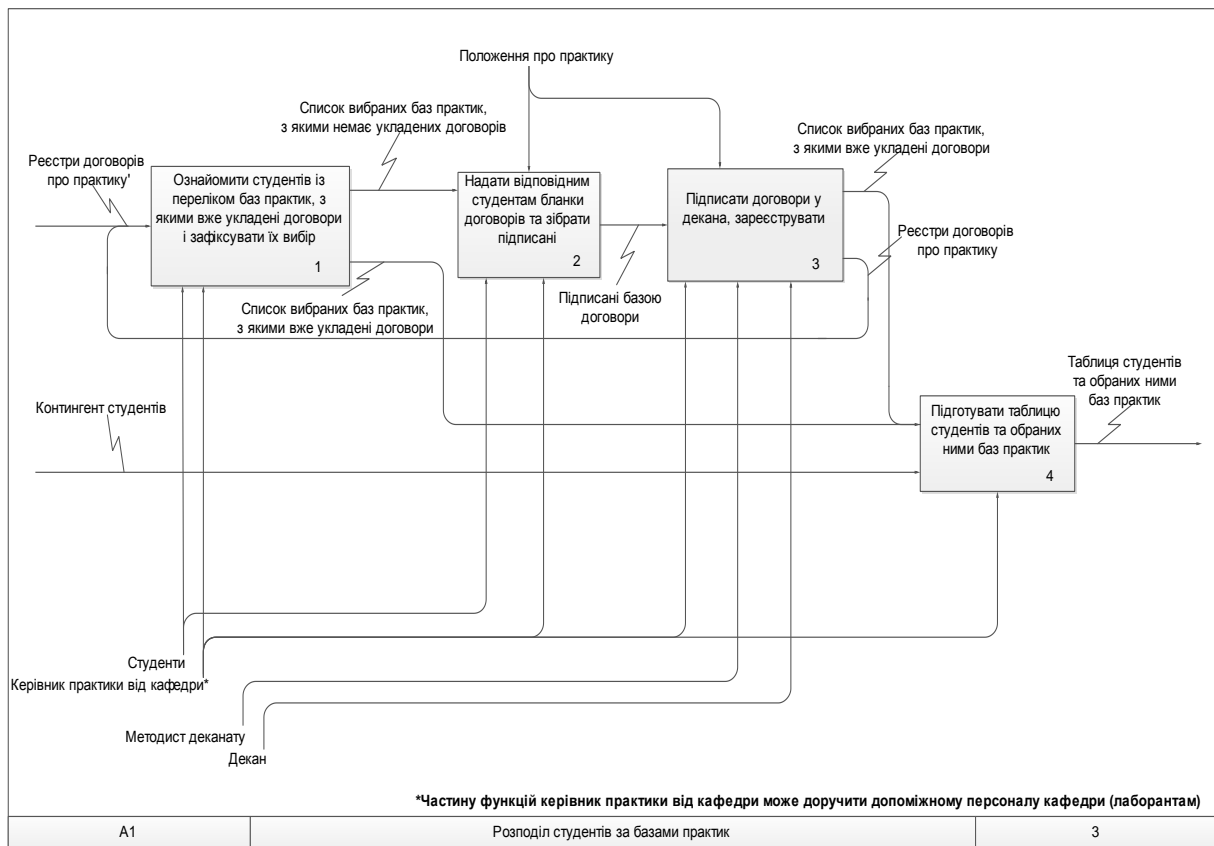 Положення про практику
Список вибраних баз практик,
з якими немає укладених договорів
Список вибраних баз практик,
з якими вже укладені договори
Реєстри договорів
про практику'
Ознайомити студентів із
переліком баз практик, з
якими вже укладені договори
і зафіксувати їх вибір
1
Надати відповідним
студентам бланки
договорів та зібрати
підписані
2
Підписати договори у
декана, зареєструвати
3
Реєстри договорів
про практику
Список вибраних баз практик,
з якими вже укладені договори
Підписані базою
договори
Контингент студентів
Таблиця студентів
та обраних ними
баз практик
Підготувати таблицю
студентів та обраних
ними баз практик
4
Студенти
Керівник практики від кафедри*
Методист деканату
Декан
*Частину функцій керівник практики від кафедри може доручити допоміжному персоналу кафедри (лаборантам)
А1
Розподіл студентів за базами практик
3